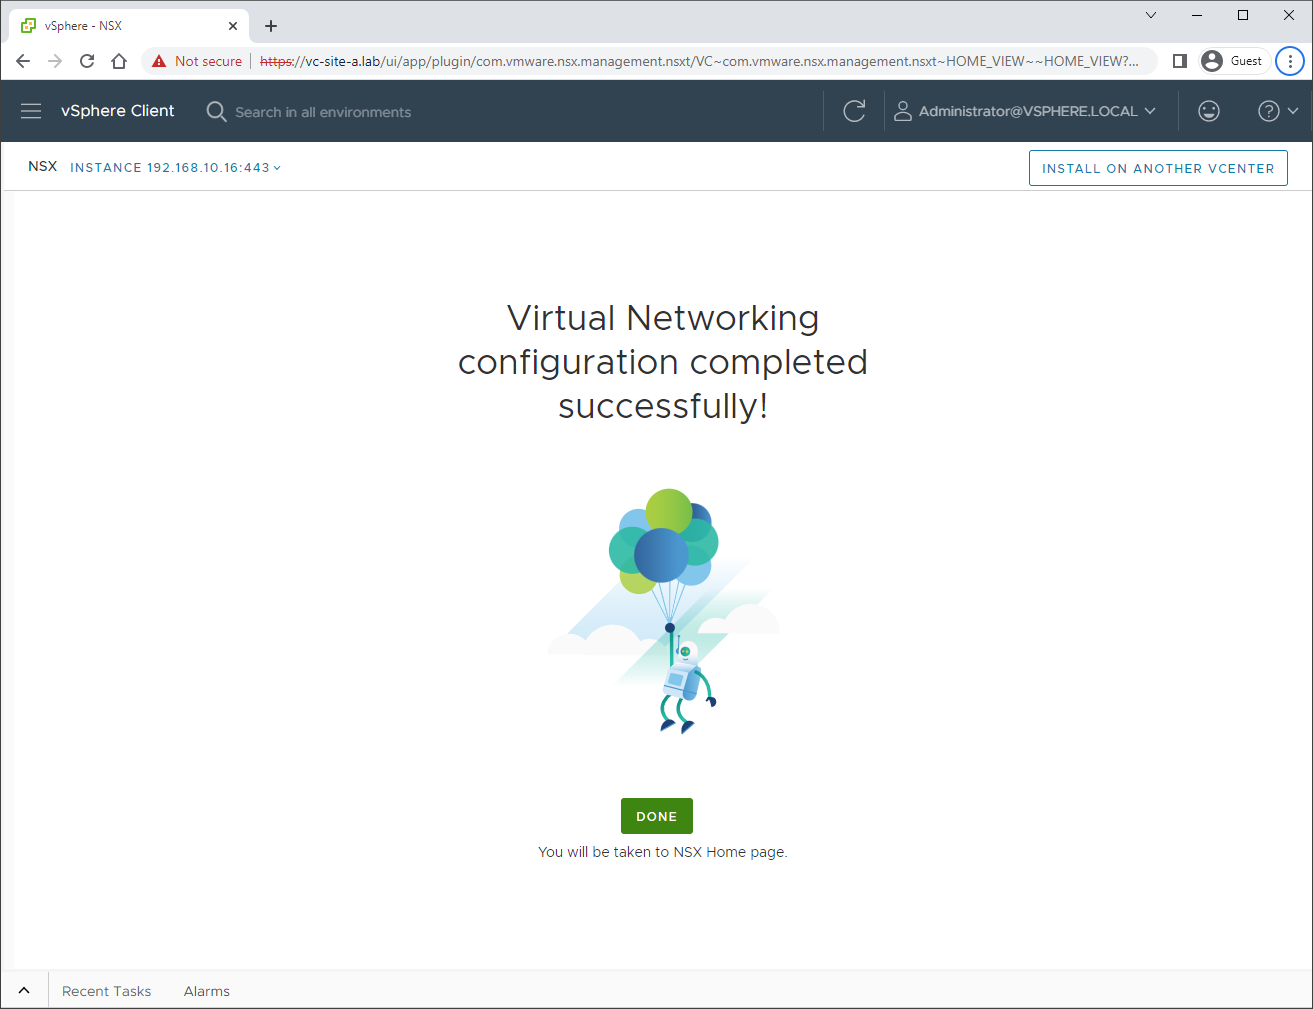 vSphere - NSX
Not secure
https://vc-site-a.lab/ui/app/plugin/com.vmware.nsx.management.nsxt/VC~com.vmware.nsx.management.nsxt~HOME_VIEW~~HOME_VIEW?...
Guest
vSphere Client
Search in all environments
Administrator@VSPHERE.LOCAL
NSX
INSTANCE 192.168.10.16:443
INSTALL ON ANOTHER VCENTER
Virtual Networking
configuration completed
successfully!
DONE
You will be taken to NSX Home page.
Recent Tasks
Alarms